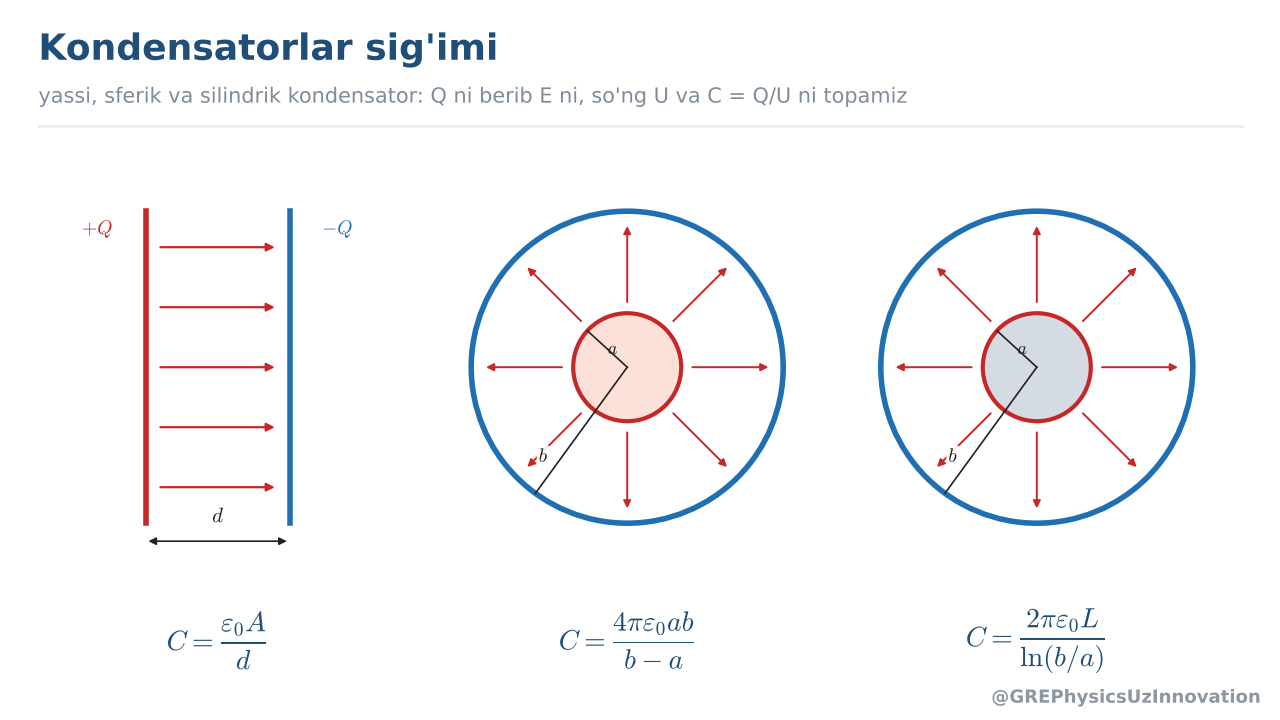 Kondensatorlar sig'imi
yassi, sferik va silindrik kondensator: Q ni berib E ni, so'ng U va C = Q/U ni topamiz
+Q
−Q
d
a
b
a
b
C = ε₀A / d
C = 4πε₀ab / b − a
C = 2πε₀L / ln(b/a)
@GREPhysicsUzInnovation